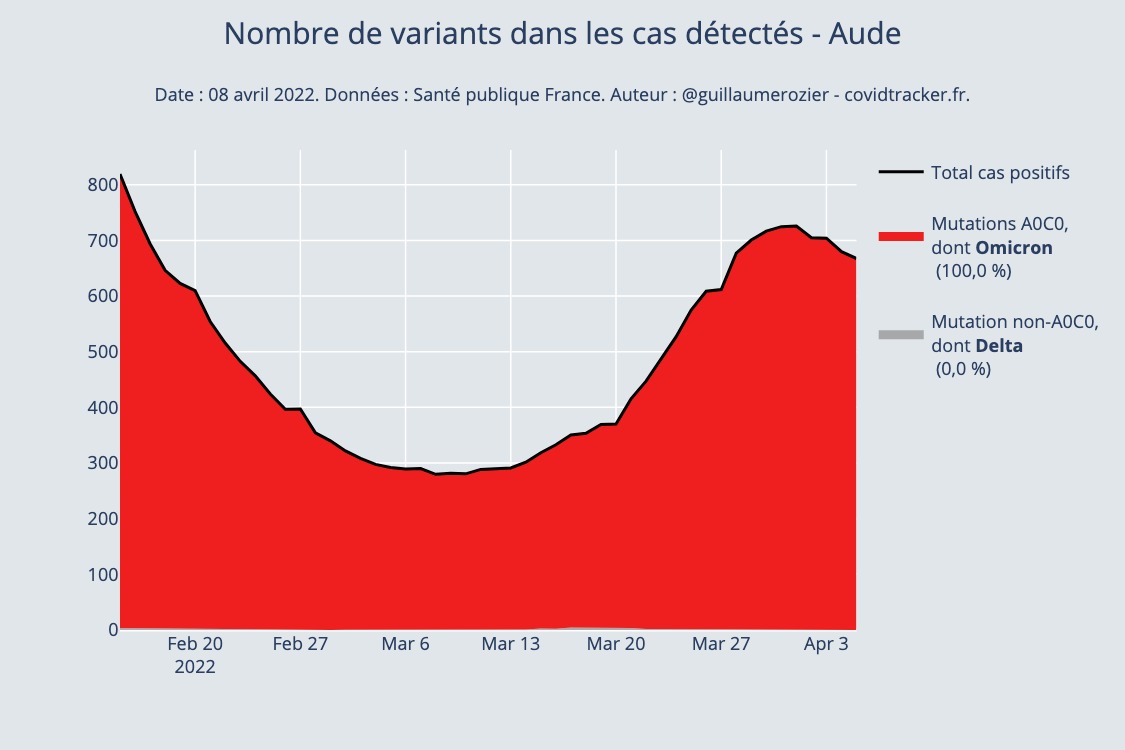 Nombre de variants dans les cas détectés - Aude
Date : 08 avril 2022. Données : Santé publique France. Auteur : @guillaumerozier - covidtracker.fr.
800
700
600
500
400
300
200
100
0
Feb 20
2022
Feb 27
Mar 6
Mar 13
Mar 20
Mar 27
Apr 3
Total cas positifs
Mutations A0C0,
dont Omicron
(100,0 %)
Mutation non-A0C0,
dont Delta
(0,0 %)